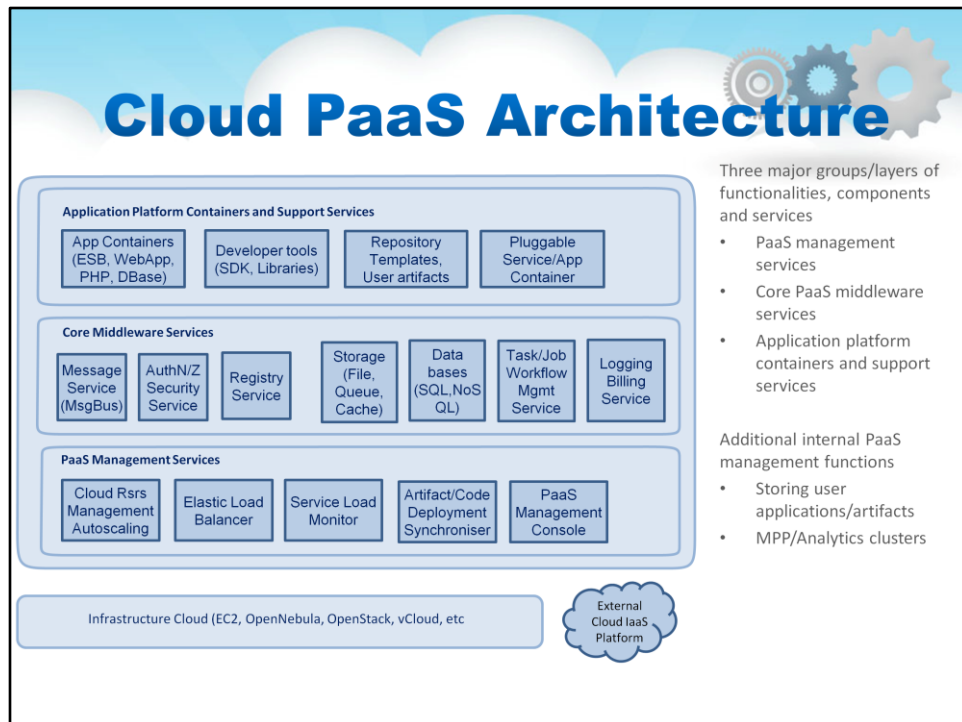 Cloud PaaS Architecture
Application Platform Containers and Support Services
App Containers
(ESB, WebApp,
PHP, DBase)
Developer tools
(SDK, Libraries)
Repository
Templates,
User artifacts
Pluggable
Service/App
Container
Core Middleware Services
Message
Service
(MsgBus)
AuthN/Z
Security
Service
Registry
Service
Storage
(File,
Queue,
Cache)
Data
bases
(SQL,NoS
QL)
Task/Job
Workflow
Mgmt
Service
Logging
Billing
Service
PaaS Management Services
Cloud Rsrs
Management
Autoscaling
Elastic Load
Balancer
Service Load
Monitor
Artifact/Code
Deployment
Synchroniser
PaaS
Management
Console
Infrastructure Cloud (EC2, OpenNebula, OpenStack, vCloud, etc
External
Cloud IaaS
Platform
Three major groups/layers of
functionalities, components
and services
• PaaS management
services
• Core PaaS middleware
services
• Application platform
containers and support
services
Additional internal PaaS
management functions
• Storing user
applications/artifacts
• MPP/Analytics clusters